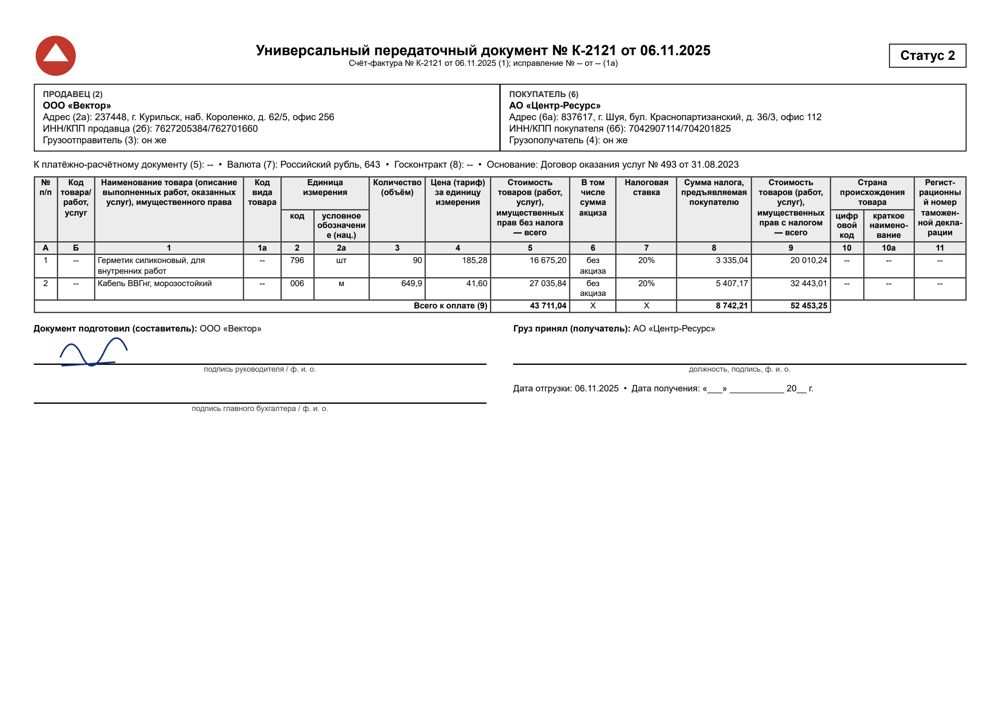 Универсальный передаточный документ № К-2121 от 06.11.2025
Счёт-фактура № К-2121 от 06.11.2025 (1); исправление № -- от -- (1а)
Статус 2
ПРОДАВЕЦ (2)
ООО «Вектор»
Адрес (2а): 237448, г. Курильск, наб. Короленко, д. 62/5, офис 256
ИНН/КПП продавца (2б): 7627205384/762701660
Грузоотправитель (3): он же
ПОКУПАТЕЛЬ (6)
АО «Центр-Ресурс»
Адрес (6а): 837617, г. Шуя, бул. Краснопартизанский, д. 36/3, офис 112
ИНН/КПП покупателя (6б): 7042907114/704201825
Грузополучатель (4): он же
К платёжно-расчётному документу (5): -- • Валюта (7): Российский рубль, 643 • Госконтракт (8): -- • Основание: Договор оказания услуг № 493 от 31.08.2023
№ п/п
Код товара/ работ, услуг
Наименование товара (описание выполненных работ, оказанных услуг), имущественного права
Код вида товара
Единица измерения
код
условное обозначение (нац.)
Количество (объём)
Цена (тариф) за единицу измерения
Стоимость товаров (работ, услуг), имущественных прав без налога — всего
В том числе сумма акциза
Налоговая ставка
Сумма налога, предъявляемая покупателю
Стоимость товаров (работ, услуг), имущественных прав с налогом — всего
Страна происхождения товара
цифровой код
краткое наимено-вание
Регист-рационный номер таможен-ной декла-рации
А Б 1 1а 2 2а 3 4 5 6 7 8 9 10 10а 11
1 -- Герметик силиконовый, для внутренних работ -- 796 шт 90 185,28 16 675,20 без акциза 20% 3 335,04 20 010,24 -- -- --
2 -- Кабель ВВГнг, морозостойкий -- 006 м 649,9 41,60 27 035,84 без акциза 20% 5 407,17 32 443,01 -- -- --
Всего к оплате (9) 43 711,04 Х Х 8 742,21 52 453,25
Документ подготовил (составитель): ООО «Вектор»
подпись руководителя / ф. и. о.
подпись главного бухгалтера / ф. и. о.
Груз принял (получатель): АО «Центр-Ресурс»
должность, подпись, ф. и. о.
Дата отгрузки: 06.11.2025 • Дата получения: «___» ___________ 20__ г.